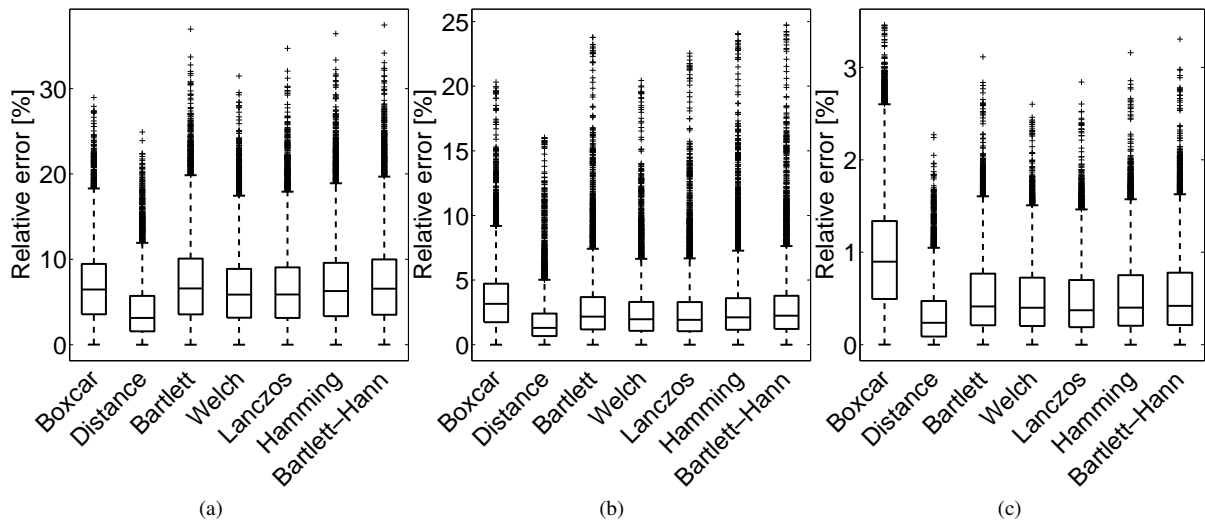 Relative error [%]
30
20
10
0
Boxcar
Distance
Bartlett
Welch
Lanczos
Hamming
Bartlett–Hann
(a)
Relative error [%]
25
20
15
10
5
0
Boxcar
Distance
Bartlett
Welch
Lanczos
Hamming
Bartlett–Hann
(b)
Relative error [%]
3
2
1
0
Boxcar
Distance
Bartlett
Welch
Lanczos
Hamming
Bartlett–Hann
(c)